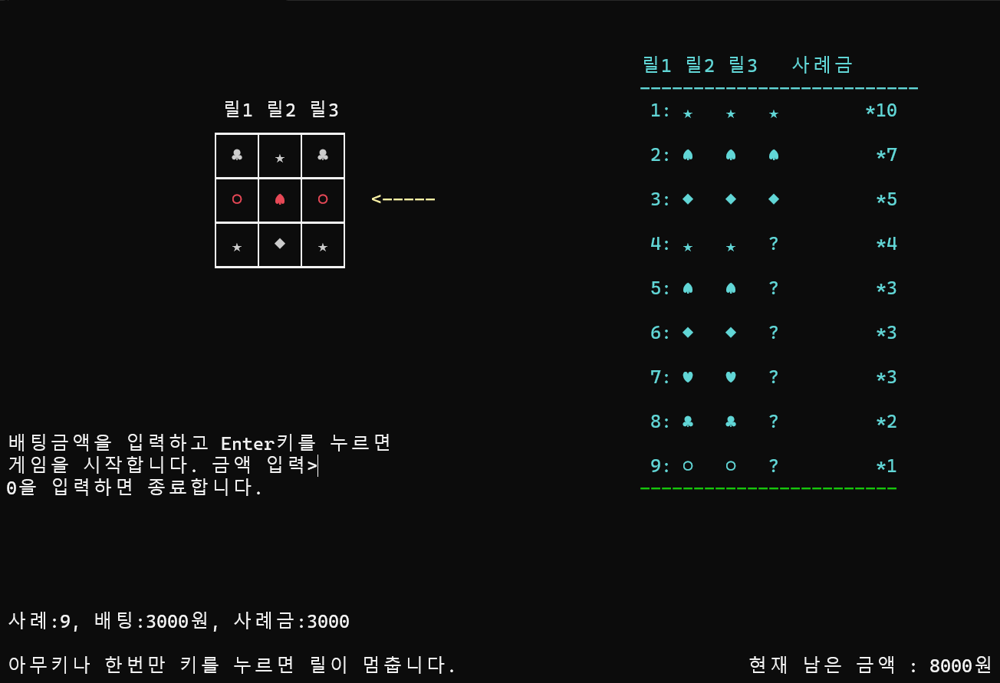 릴1 릴2 릴3 사례금
------------------------
릴1 릴2 릴3
♣ ★ ♣
○ ♠ ○ <-----
★ ◆ ★
1: ★ ★ ★ *10
2: ♠ ♠ ♠ *7
3: ◆ ◆ ◆ *5
4: ★ ★ ? *4
5: ♠ ♠ ? *3
6: ◆ ◆ ? *3
7: ♥ ♥ ? *3
8: ♣ ♣ ? *2
9: ○ ○ ? *1
------------------------
배팅금액을 입력하고 Enter키를 누르면
게임을 시작합니다. 금액 입력>
0을 입력하면 종료합니다.
사례:9, 배팅:3000원, 사례금:3000
아무키나 한번만 키를 누르면 릴이 멈춥니다.
현재 남은 금액 : 8000원